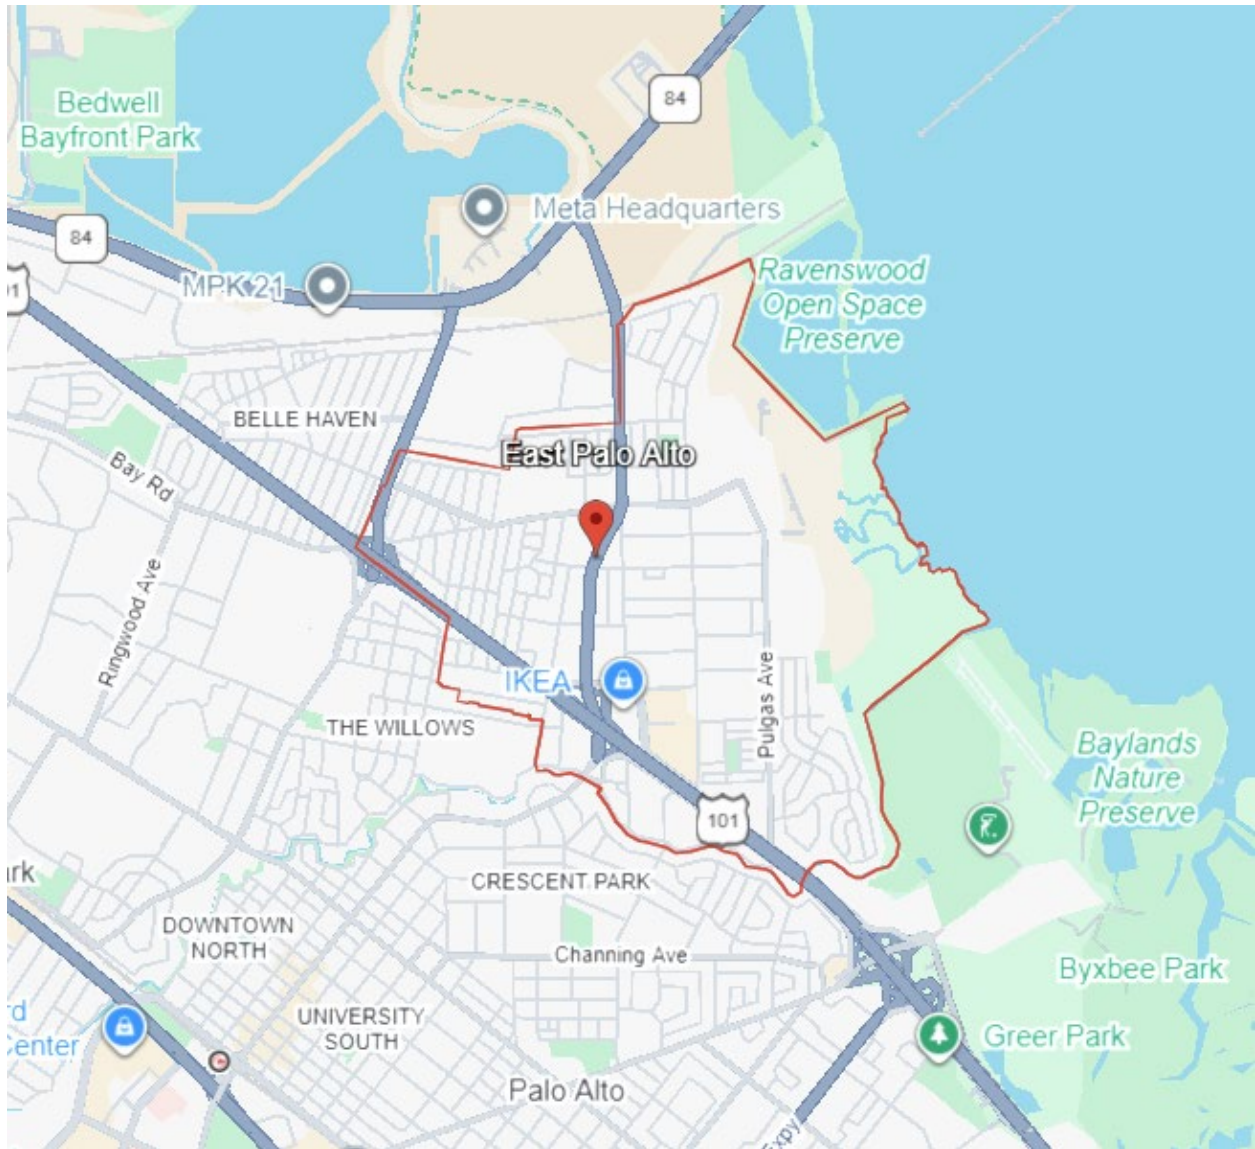 84
Bedwell
Bayfront Park
Meta Headquarters
84
MPK 21
Ravenswood
Open Space
Preserve
BELLE HAVEN
East Palo Alto
Bay Rd
Ringwood Ave
IKEA
Pulgas Ave
THE WILLOWS
Baylands
Nature
Preserve
101
CRESCENT PARK
DOWNTOWN
NORTH
Channing Ave
Byxbee Park
UNIVERSITY
SOUTH
Center
Greer Park
Palo Alto
Expy